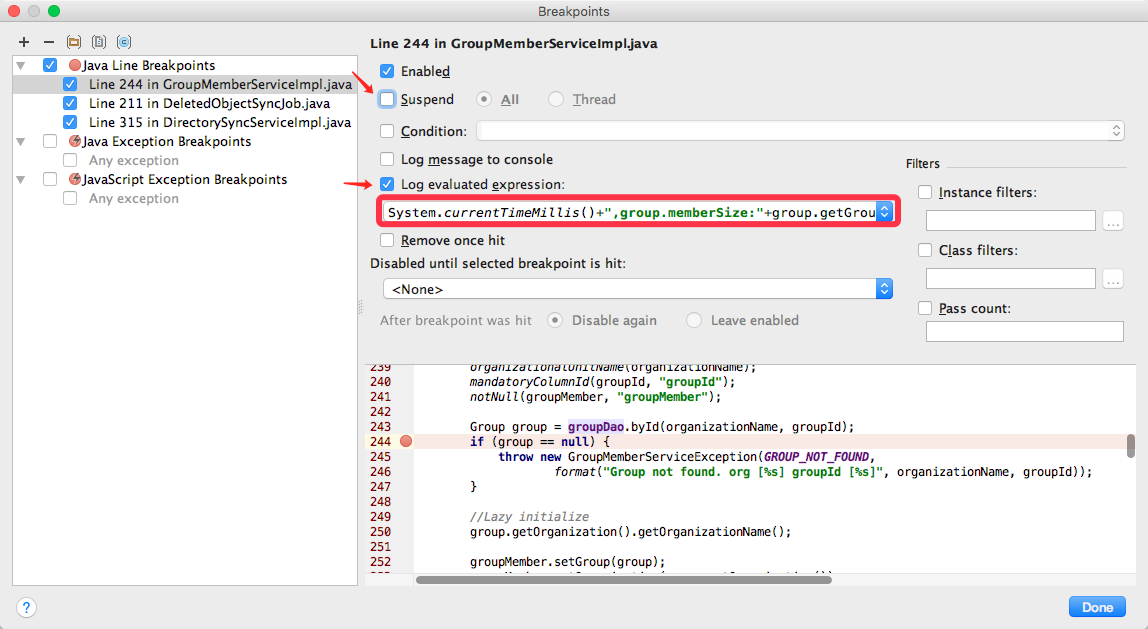 Breakpoints
Java Line Breakpoints
Line 244 in GroupMemberServiceImpl.java
Line 211 in DeletedObjectSyncJob.java
Line 315 in DirectorySyncServiceImpl.java
Java Exception Breakpoints
Any exception
JavaScript Exception Breakpoints
Any exception
Line 244 in GroupMemberServiceImpl.java
Enabled
Suspend All Thread
Condition:
Log message to console
Log evaluated expression:
System.currentTimeMillis()+",group.memberSize:"+group.getGrou
Remove once hit
Disabled until selected breakpoint is hit:
<None>
After breakpoint was hit Disable again Leave enabled
Filters
Instance filters:
...
Class filters:
...
Pass count:
239 organizationalUnitName(organizationName);
240 mandatoryColumnId(groupId, "groupId");
241 notNull(groupMember, "groupMember");
242
243 Group group = groupDao.byId(organizationName, groupId);
244 if (group == null) {
245 throw new GroupMemberServiceException(GROUP_NOT_FOUND,
246 format("Group not found. org [%s] groupId [%s]", organizationName, groupId));
247 }
248
249 //Lazy initialize
250 group.getOrganization().getOrganizationName();
251
252 groupMember.setGroup(group);
?
Done